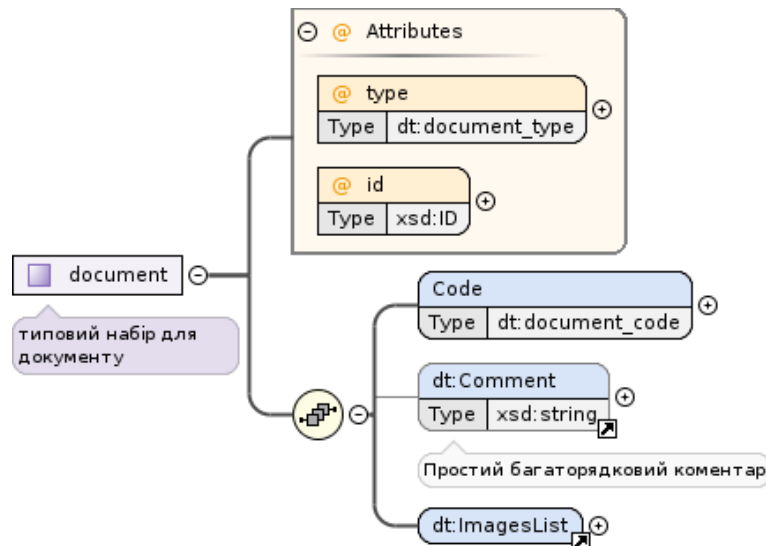 @ Attributes
@ type
Type dt:document_type
@ id
Type xsd:ID
document
типовий набір для
документу
Code
Type dt:document_code
dt:Comment
Type xsd:string
Простий багаторядковий коментар
dt:ImagesList